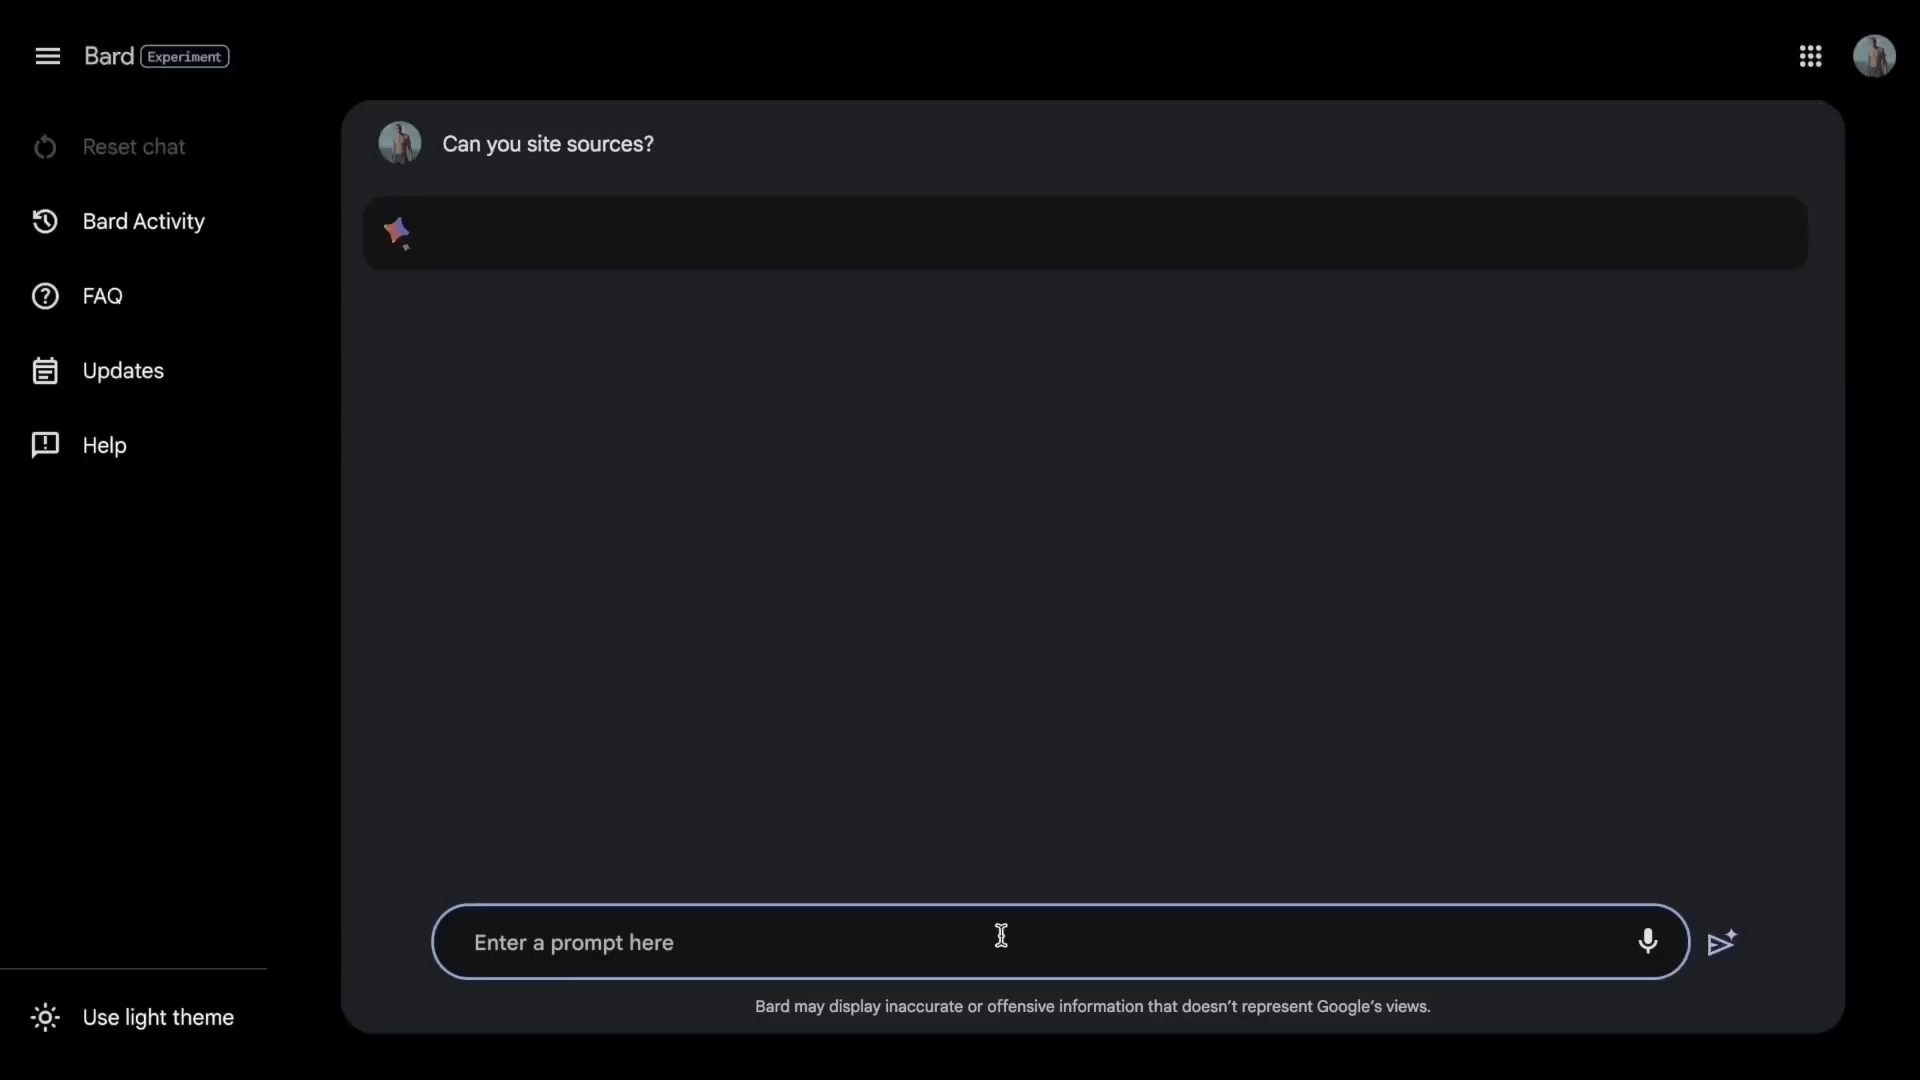 Bard Experiment
Reset chat
Bard Activity
FAQ
Updates
Help
Can you site sources?
Enter a prompt here
Bard may display inaccurate or offensive information that doesn't represent Google's views.
Use light theme